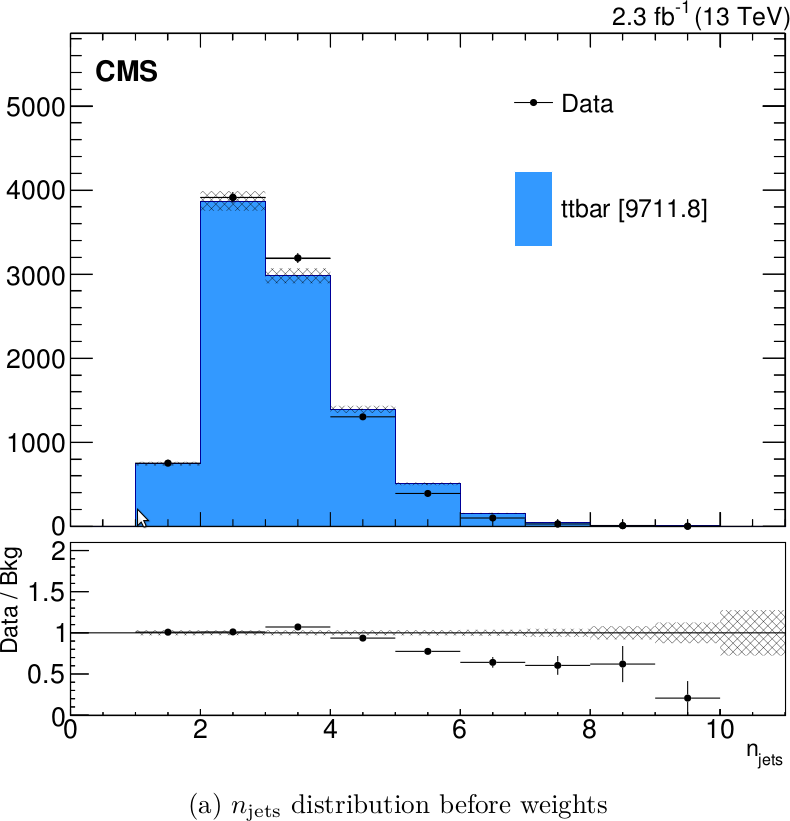 2.3 fb-1 (13 TeV)
CMS
Data
ttbar [9711.8]
5000
4000
3000
2000
1000
0
Data / Bkg
2
1.5
1
0.5
0
0 2 4 6 8 10
njets
(a) njets distribution before weights